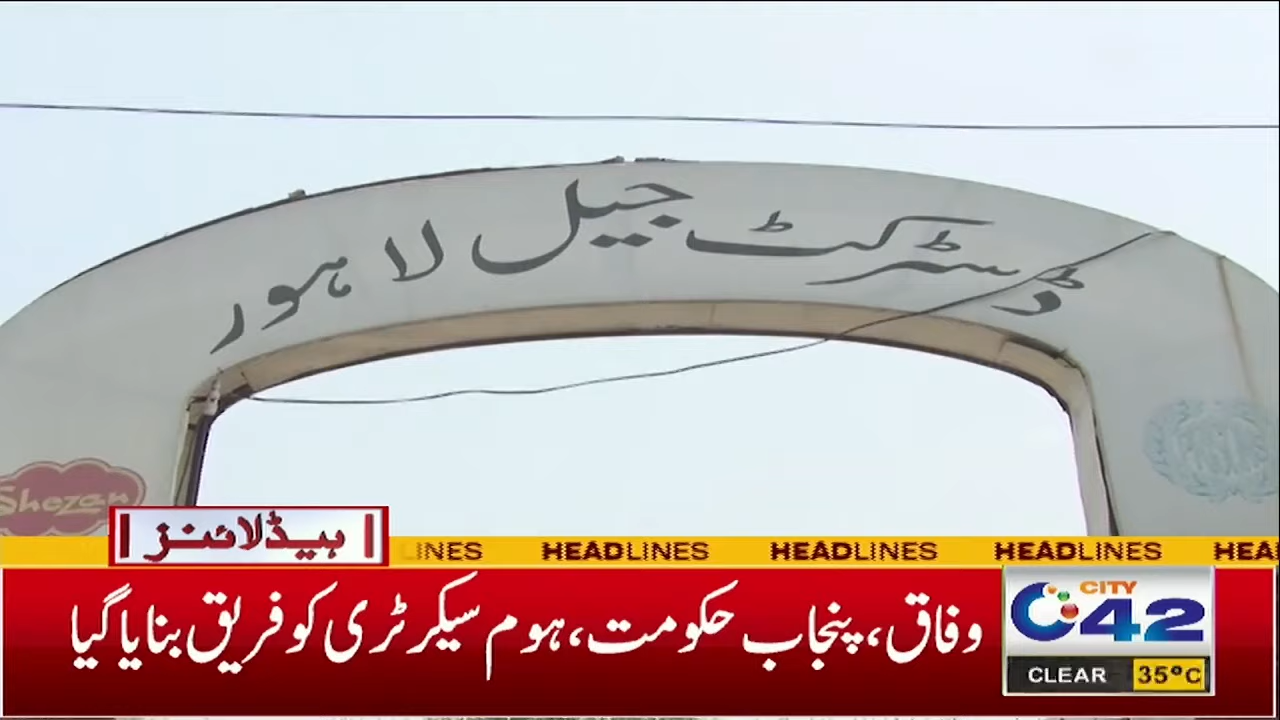 ڈسٹرکٹ جیل لاہور
Shezan
ہیڈلائنز
LINES HEADLINES HEADLINES HEADLINES HEA
وفاق، پنجاب حکومت، ہوم سیکرٹری کو فریق بنایا گیا
CITY
42
CLEAR 35°C